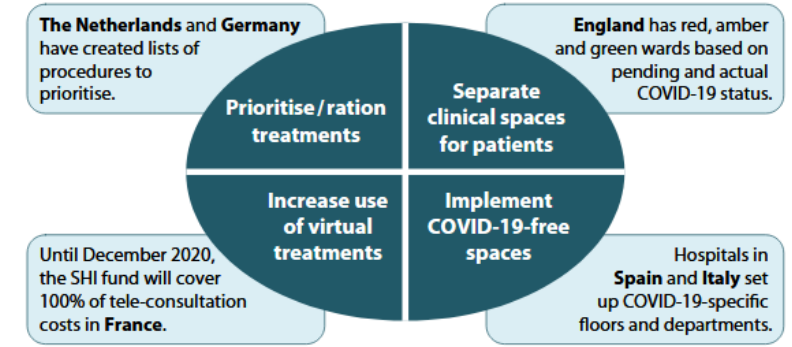 The Netherlands and Germany
have created lists of
procedures to
prioritise.
England has red, amber
and green wards based on
pending and actual
COVID-19 status.
Prioritise/ration
treatments
Separate
clinical spaces
for patients
Increase use
of virtual
treatments
Implement
COVID-19-free
spaces
Until December 2020,
the SHI fund will cover
100% of tele-consultation
costs in France.
Hospitals in
Spain and Italy set
up COVID-19-specific
floors and departments.